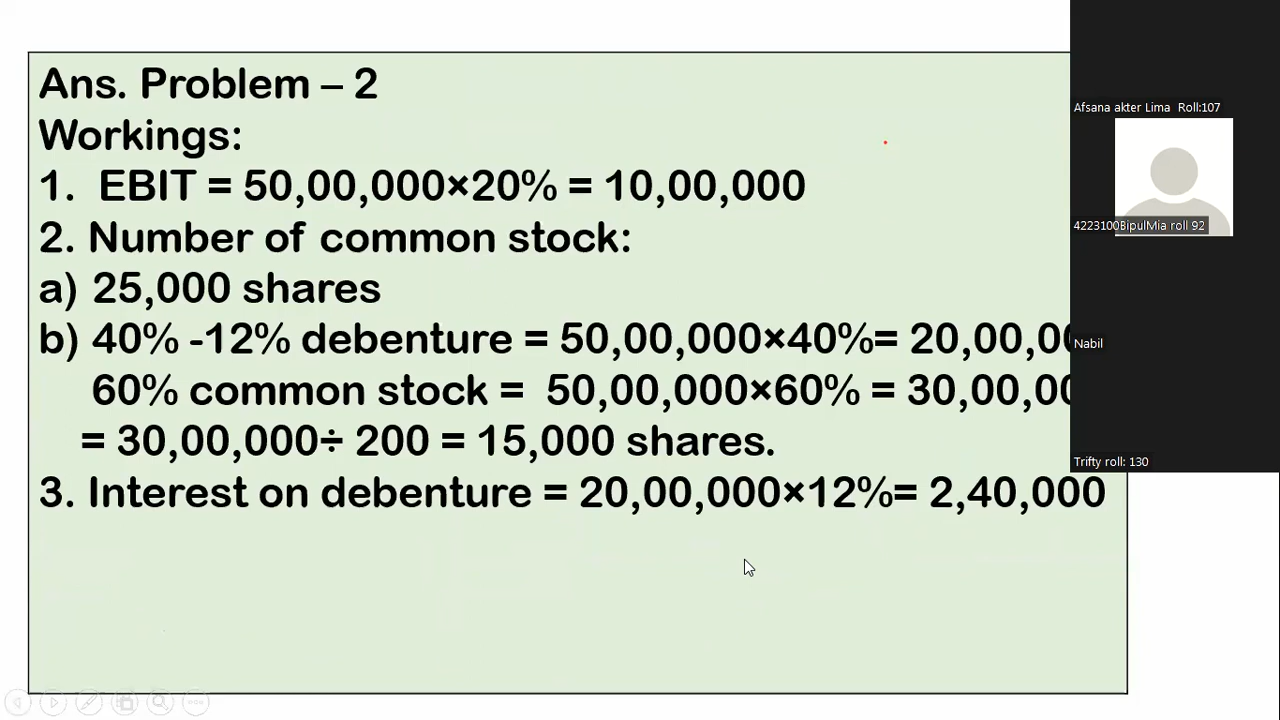 Ans. Problem – 2
Workings:
1. EBIT = 50,00,000×20% = 10,00,000
2. Number of common stock:
a) 25,000 shares
b) 40% -12% debenture = 50,00,000×40%= 20,00,0
60% common stock = 50,00,000×60% = 30,00,0
= 30,00,000÷ 200 = 15,000 shares.
3. Interest on debenture = 20,00,000×12%= 2,40,000
Afsana akter Lima Roll:107
4223100BipulMia roll 92
Nabil
Trifty roll: 130